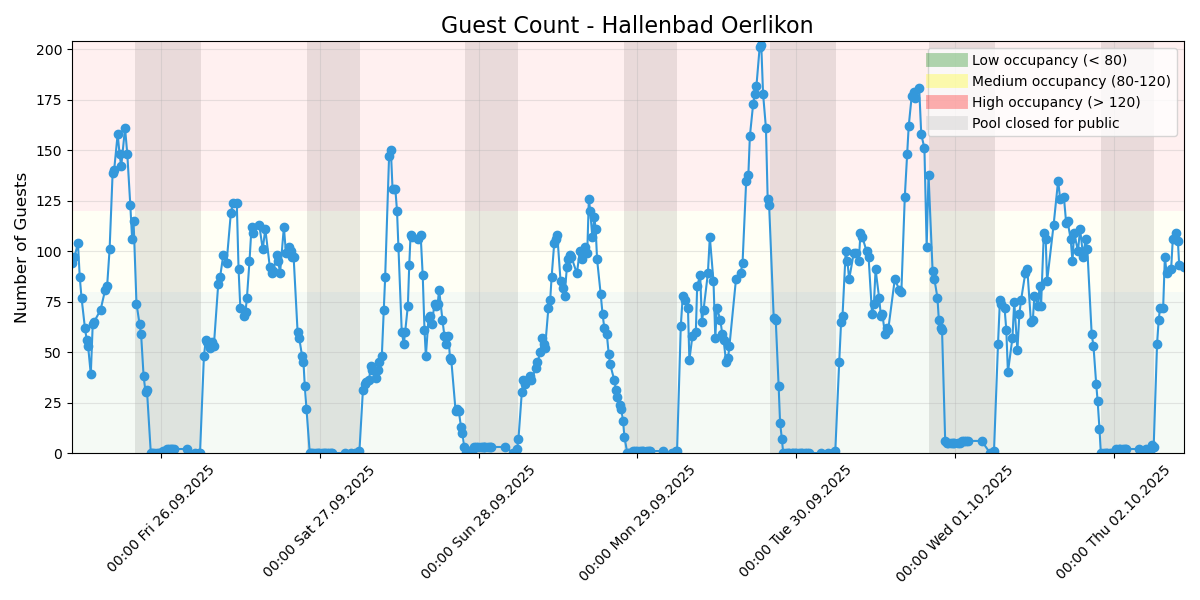 Guest Count - Hallenbad Oerlikon
Number of Guests
200
175
150
125
100
75
50
25
0
Low occupancy (< 80)
Medium occupancy (80-120)
High occupancy (> 120)
Pool closed for public
00:00 Fri 26.09.2025
00:00 Sat 27.09.2025
00:00 Sun 28.09.2025
00:00 Mon 29.09.2025
00:00 Tue 30.09.2025
00:00 Wed 01.10.2025
00:00 Thu 02.10.2025